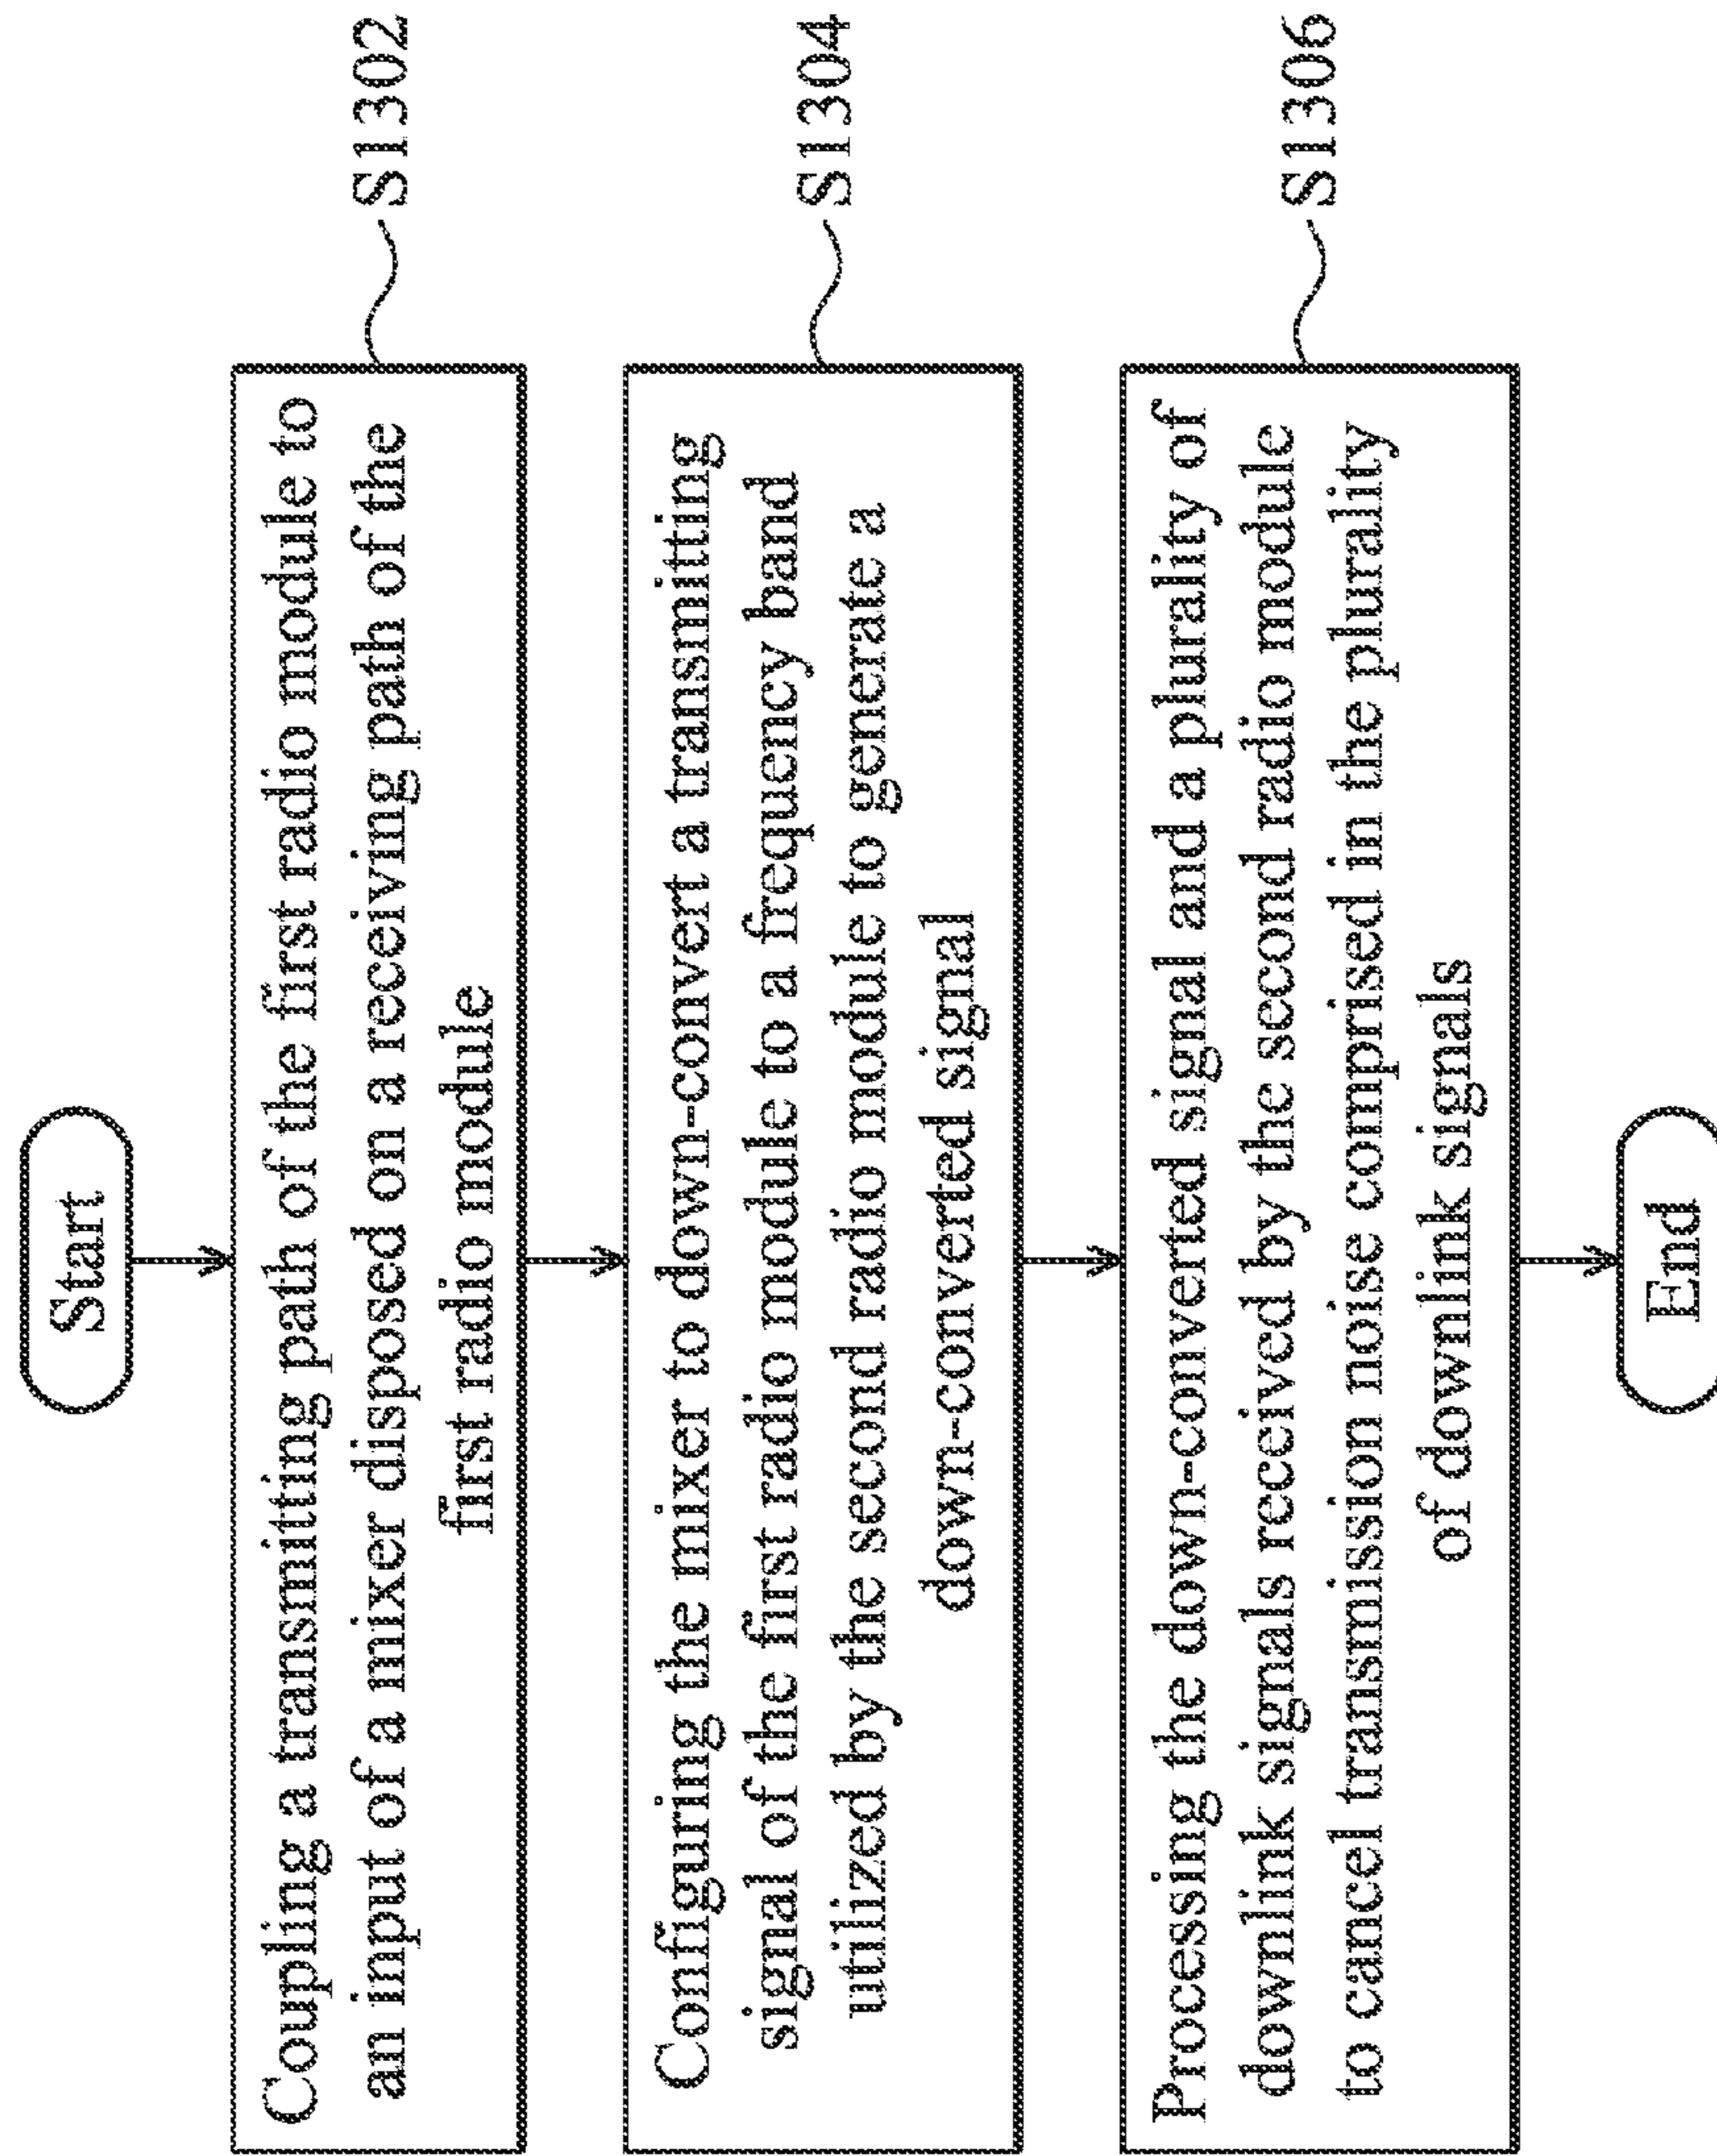 Start
Coupling a transmitting path of the first radio module to
an input of a mixer disposed on a receiving path of the
first radio module
S1302
Configuring the mixer to down-convert a transmitting
signal of the first radio module to a frequency band
utilized by the second radio module to generate a
down-converted signal
S1304
Processing the down-converted signal and a plurality of
downlink signals received by the second radio module
to cancel transmission noise comprised in the plurality
of downlink signals
S1306
End